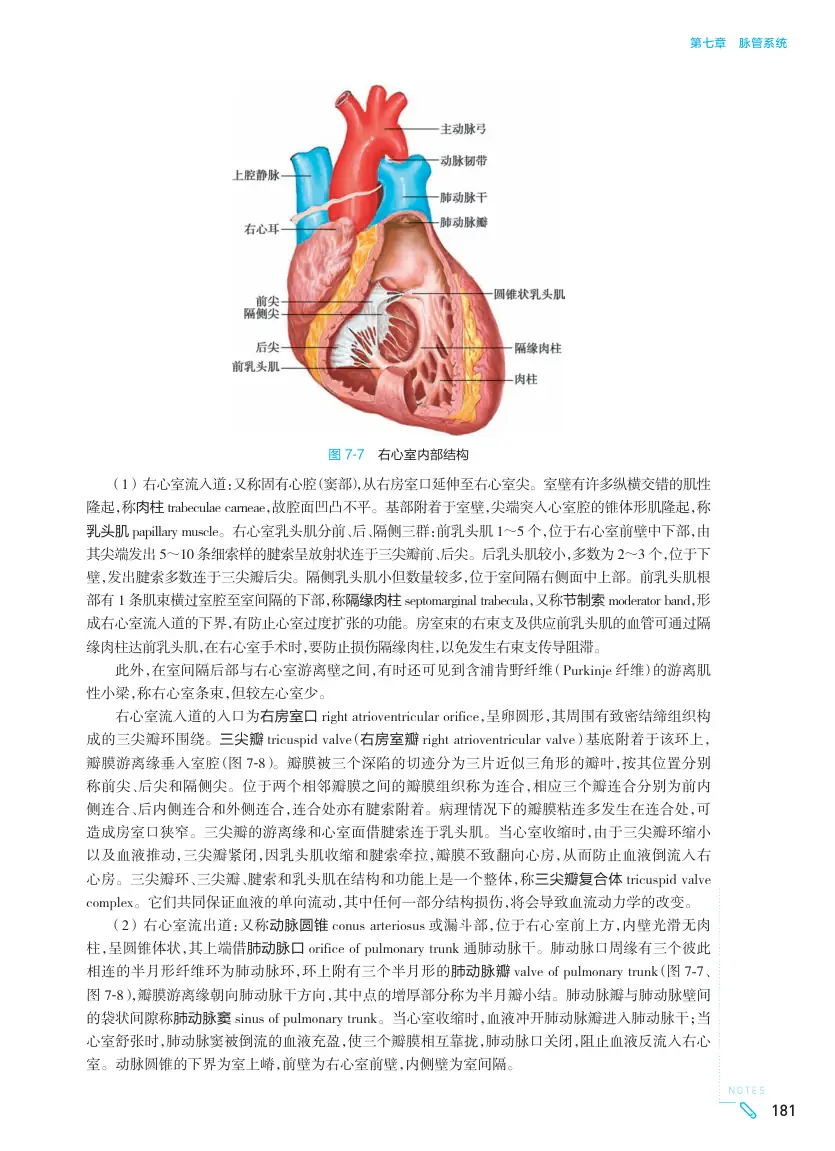 第七章 脉管系统
主动脉弓
动脉韧带
上腔静脉
肺动脉干
肺动脉瓣
右心耳
圆锥状乳头肌
前尖
隔侧尖
后尖
隔缘肉柱
前乳头肌
肉柱
图 7-7 右心室内部结构
（1）右心室流入道：又称固有心腔（窦部），从右房室口延伸至右心室尖。室壁有许多纵横交错的肌性
隆起，称肉柱 trabeculae carneae，故腔面凹凸不平。基部附着于室壁，尖端突入心室腔的锥体形肌隆起，称
乳头肌 papillary muscle。右心室乳头肌分前、后、隔侧三群：前乳头肌 1～5 个，位于右心室前壁中下部，由
其尖端发出 5～10 条细索样的腱索呈放射状连于三尖瓣前、后尖。后乳头肌较小，多数为 2～3 个，位于下
壁，发出腱索多数连于三尖瓣后尖。隔侧乳头肌小但数量较多，位于室间隔右侧面中上部。前乳头肌根
部有 1 条肌束横过室腔至室间隔的下部，称隔缘肉柱 septomarginal trabecula，又称节制索 moderator band，形
成右心室流入道的下界，有防止心室过度扩张的功能。房室束的右束支及供应前乳头肌的血管可通过隔
缘肉柱达前乳头肌，在右心室手术时，要防止损伤隔缘肉柱，以免发生右束支传导阻滞。
此外，在室间隔后部与右心室游离壁之间，有时还可见到含浦肯野纤维（Purkinje 纤维）的游离肌
性小梁，称右心室条束，但较左心室少。
右心室流入道的入口为右房室口 right atrioventricular orifice，呈卵圆形，其周围有致密结缔组织构
成的三尖瓣环围绕。三尖瓣 tricuspid valve（右房室瓣 right atrioventricular valve）基底附着于该环上，
瓣膜游离缘垂入室腔（图 7-8）。瓣膜被三个深陷的切迹分为三片近似三角形的瓣叶，按其位置分别
称前尖、后尖和隔侧尖。位于两个相邻瓣膜之间的瓣膜组织称为连合，相应三个瓣连合分别为前内
侧连合、后内侧连合和外侧连合，连合处亦有腱索附着。病理情况下的瓣膜粘连多发生在连合处，可
造成房室口狭窄。三尖瓣的游离缘和心室面借腱索连于乳头肌。当心室收缩时，由于三尖瓣环缩小
以及血液推动，三尖瓣紧闭，因乳头肌收缩和腱索牵拉，瓣膜不致翻向心房，从而防止血液倒流入右
心房。三尖瓣环、三尖瓣、腱索和乳头肌在结构和功能上是一个整体，称三尖瓣复合体 tricuspid valve
complex。它们共同保证血液的单向流动，其中任何一部分结构损伤，将会导致血流动力学的改变。
（2）右心室流出道：又称动脉圆锥 conus arteriosus 或漏斗部，位于右心室前上方，内壁光滑无肉
柱，呈圆锥体状，其上端借肺动脉口 orifice of pulmonary trunk 通肺动脉干。肺动脉口周缘有三个彼此
相连的半月形纤维环为肺动脉环，环上附有三个半月形的肺动脉瓣 valve of pulmonary trunk（图 7-7、
图 7-8），瓣膜游离缘朝向肺动脉干方向，其中点的增厚部分称为半月瓣小结。肺动脉瓣与肺动脉壁间
的袋状间隙称肺动脉窦 sinus of pulmonary trunk。当心室收缩时，血液冲开肺动脉瓣进入肺动脉干；当
心室舒张时，肺动脉窦被倒流的血液充盈，使三个瓣膜相互靠拢，肺动脉口关闭，阻止血液反流入右心
室。动脉圆锥的下界为室上嵴，前壁为右心室前壁，内侧壁为室间隔。
NOTES
181